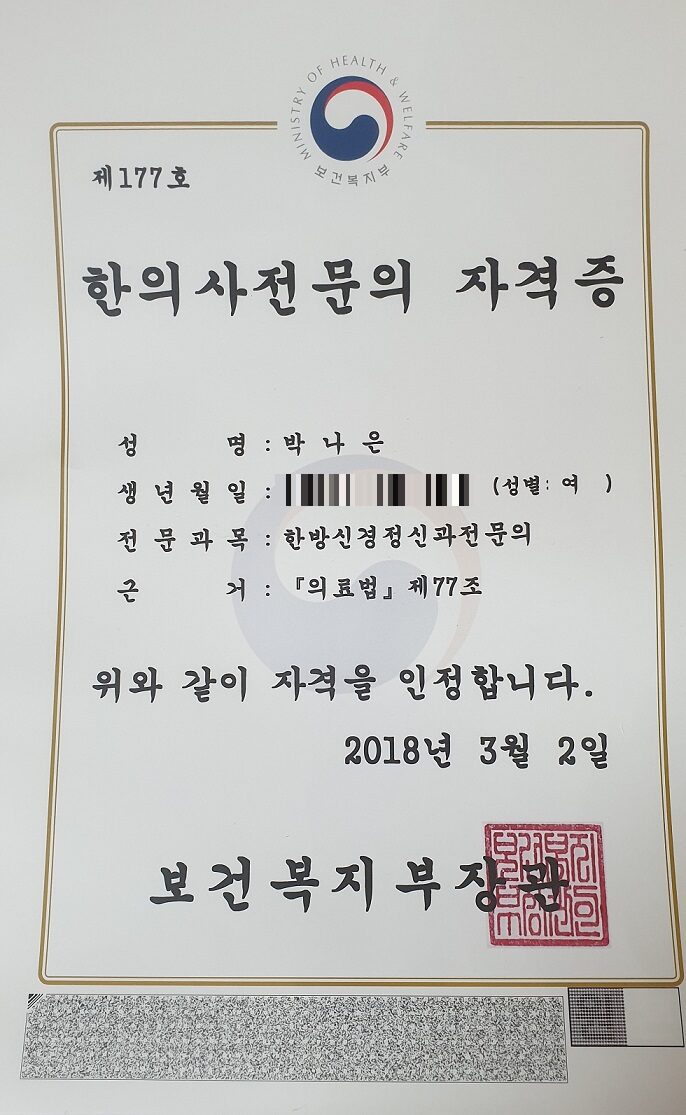 MINISTRY OF HEALTH & WELFARE
보건복지부
제177호
한의사전문의 자격증
성 명 : 박 나 은
생 년 월 일 : (성별: 여 )
전 문 과 목 : 한방신경정신과전문의
근 거 : 『의료법』제77조
위와 같이 자격을 인정합니다.
2018년 3월 2일
보건복지부장관